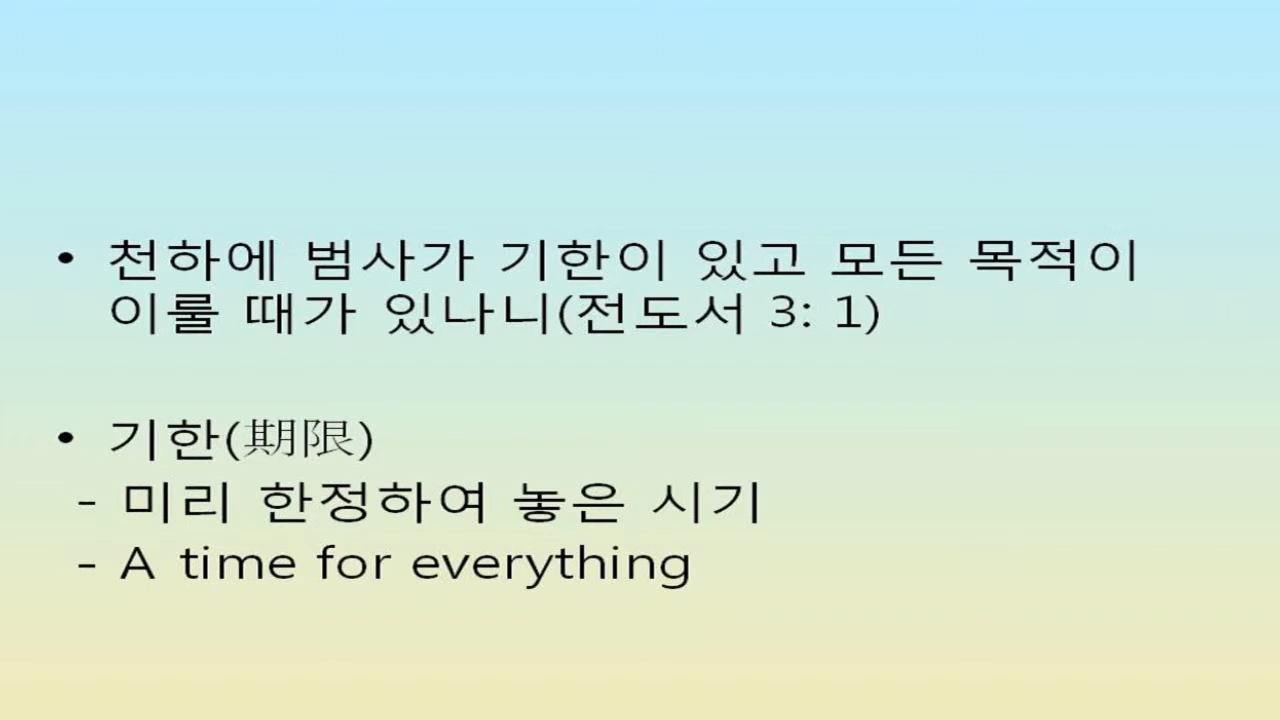 • 천하에 범사가 기한이 있고 모든 목적이
이룰 때가 있나니(전도서 3: 1)
• 기한(期限)
- 미리 한정하여 놓은 시기
- A time for everything